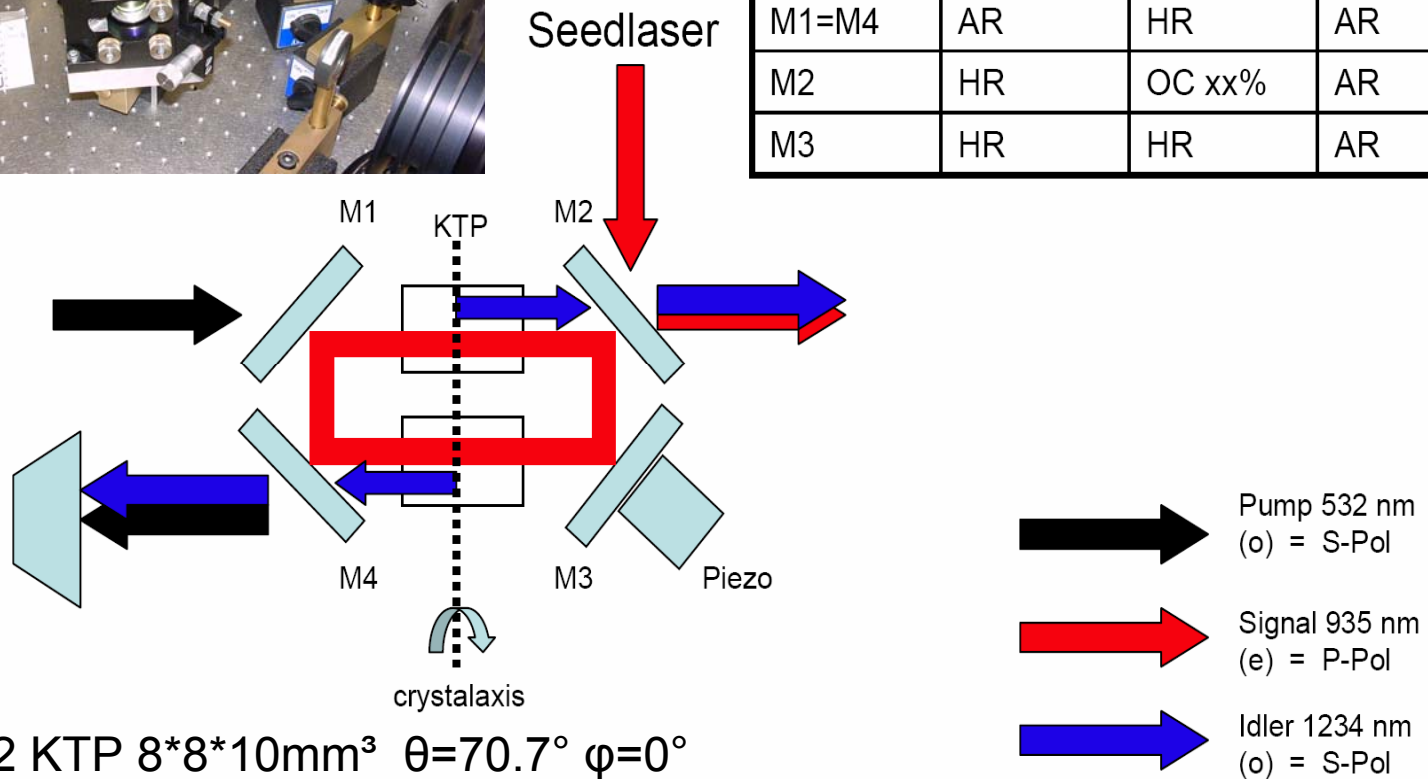 Seedlaser
M1=M4 AR HR AR
M2 HR OC xx% AR
M3 HR HR AR
M1
KTP
M2
M4
M3
Piezo
crystalaxis
Pump 532 nm
(o) = S-Pol
Signal 935 nm
(e) = P-Pol
Idler 1234 nm
(o) = S-Pol
2 KTP 8*8*10mm³ θ=70.7° φ=0°